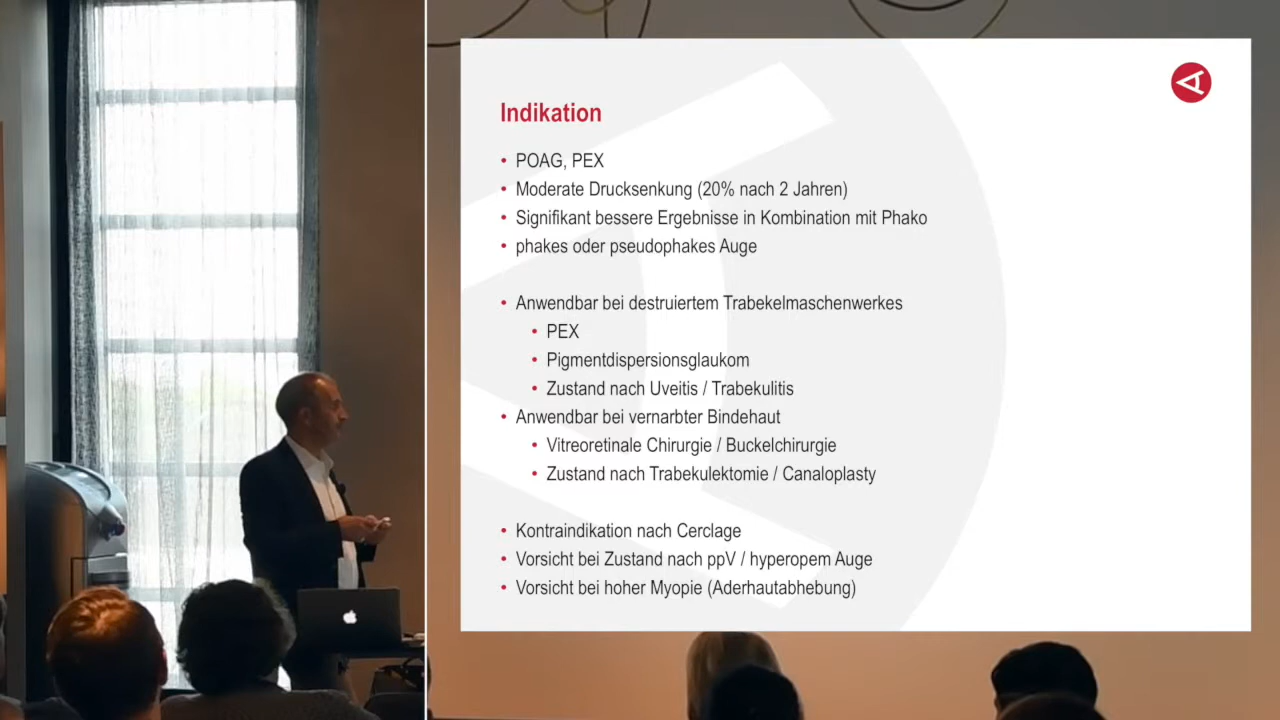 Indikation
POAG, PEX
Moderate Drucksenkung (20% nach 2 Jahren)
Signifikant bessere Ergebnisse in Kombination mit Phako
phakes oder pseudophakes Auge
Anwendbar bei destruiertem Trabekelmaschenwerkes
PEX
Pigmentdispersionsglaukom
Zustand nach Uveitis / Trabekulitis
Anwendbar bei vernarbter Bindehaut
Vitreoretinale Chirurgie / Buckelchirurgie
Zustand nach Trabekulektomie / Canaloplasty
Kontraindikation nach Cerclage
Vorsicht bei Zustand nach ppV / hyperopem Auge
Vorsicht bei hoher Myopie (Aderhautabhebung)